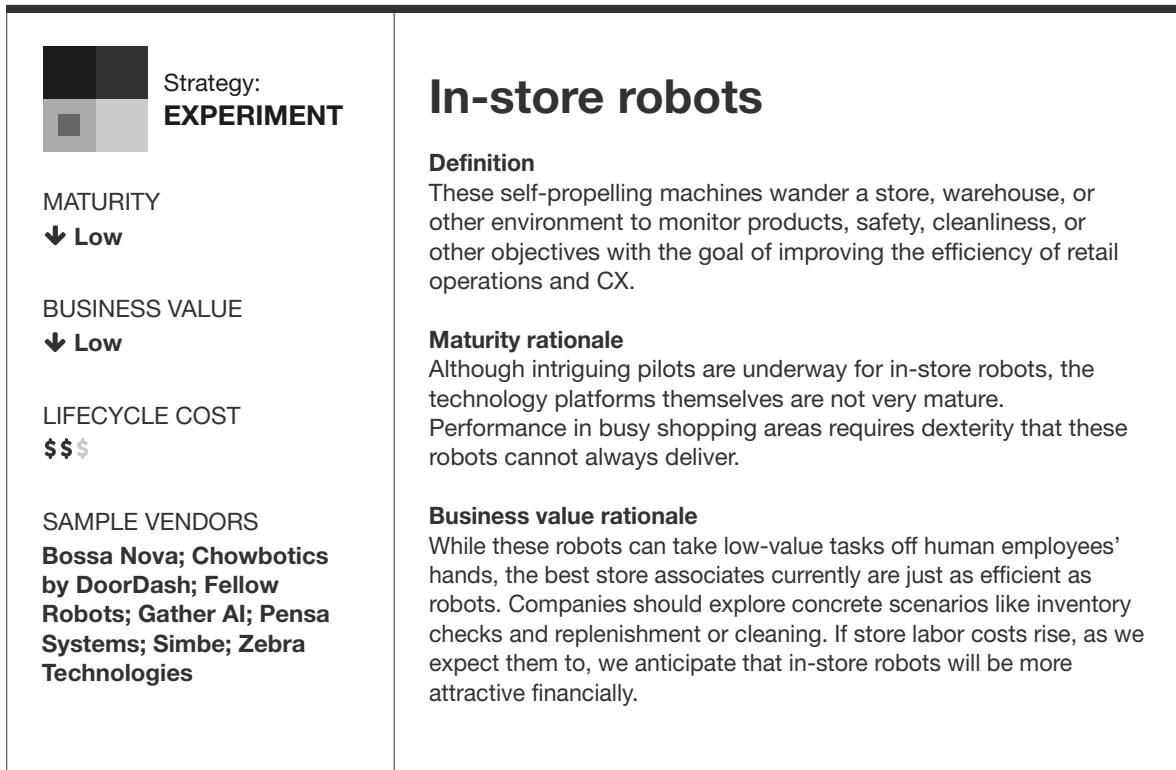 Strategy:
EXPERIMENT
MATURITY
Low
BUSINESS VALUE
Low
LIFECYCLE COST
$$$
SAMPLE VENDORS
Bossa Nova; Chowbotics
by DoorDash; Fellow
Robots; Gather AI; Pensa
Systems; Simbe; Zebra
Technologies
In-store robots
Definition
These self-propelling machines wander a store, warehouse, or
other environment to monitor products, safety, cleanliness, or
other objectives with the goal of improving the efficiency of retail
operations and CX.
Maturity rationale
Although intriguing pilots are underway for in-store robots, the
technology platforms themselves are not very mature.
Performance in busy shopping areas requires dexterity that these
robots cannot always deliver.
Business value rationale
While these robots can take low-value tasks off human employees’
hands, the best store associates currently are just as efficient as
robots. Companies should explore concrete scenarios like inventory
checks and replenishment or cleaning. If store labor costs rise, as we
expect them to, we anticipate that in-store robots will be more
attractive financially.